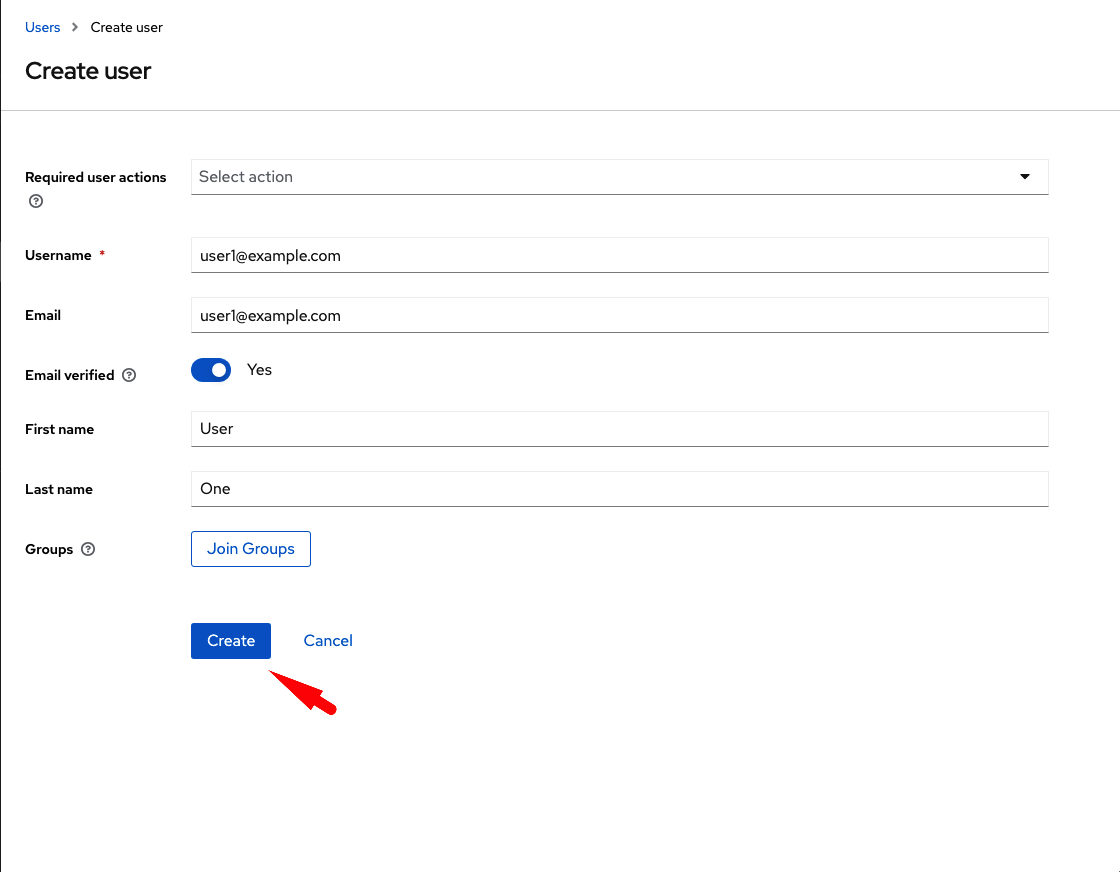 Users > Create user
Create user
Required user actions
Select action
Username *
user1@example.com
Email
user1@example.com
Email verified
Yes
First name
User
Last name
One
Groups
Join Groups
Create
Cancel